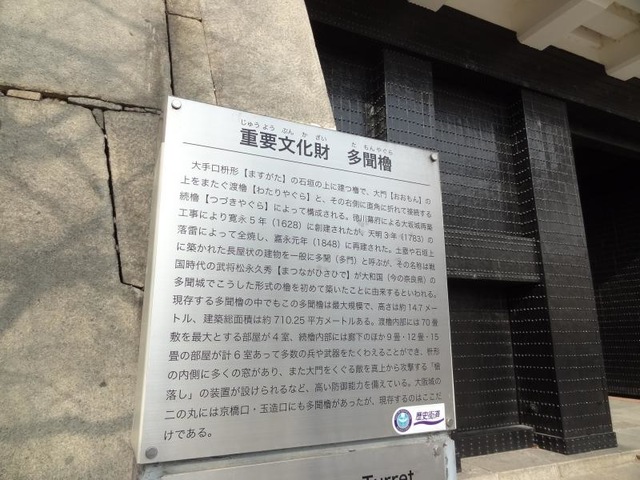 じゅうようぶんかざい たもんやぐら
重要文化財 多聞櫓
大手口枡形【ますがた】の石垣の上に建つ櫓で、大門【おおもん】の
上をまたぐ渡櫓【わたりやぐら】と、その右側に直角に折れて接続する
続櫓【つづきやぐら】によって構成される。徳川幕府による大坂城再築
工事により寛永5年（1628）に創建されたが、天明3年（1783）の
落雷によって全焼し、嘉永元年（1848）に再建された。土塁や石垣上
に築かれた長屋状の建物を一般に多聞（多門）と呼ぶが、その名称は戦
国時代の武将松永久秀【まつながひさひで】が大和国（今の奈良県）の
多聞城でこうした形式の櫓を初めて築いたことに由来するといわれる。
現存する多聞櫓の中でもこの多聞櫓は最大規模で、高さは約14.7メー
トル、建築総面積は約710.25平方メートルある。渡櫓内部には70畳
敷を最大とする部屋が4室、続櫓内部には廊下のほか9畳・12畳・15
畳の部屋が計6室あって多数の兵や武器をたくわえることができ、枡形
の内側に多くの窓があり、また大門をくぐる敵を真上から攻撃する「槍
落し」の装置が設けられるなど、高い防御能力を備えている。大阪城の
二の丸には京橋口・玉造口にも多聞櫓があったが、現存するのはここだ
けである。
歴史街道
Turret